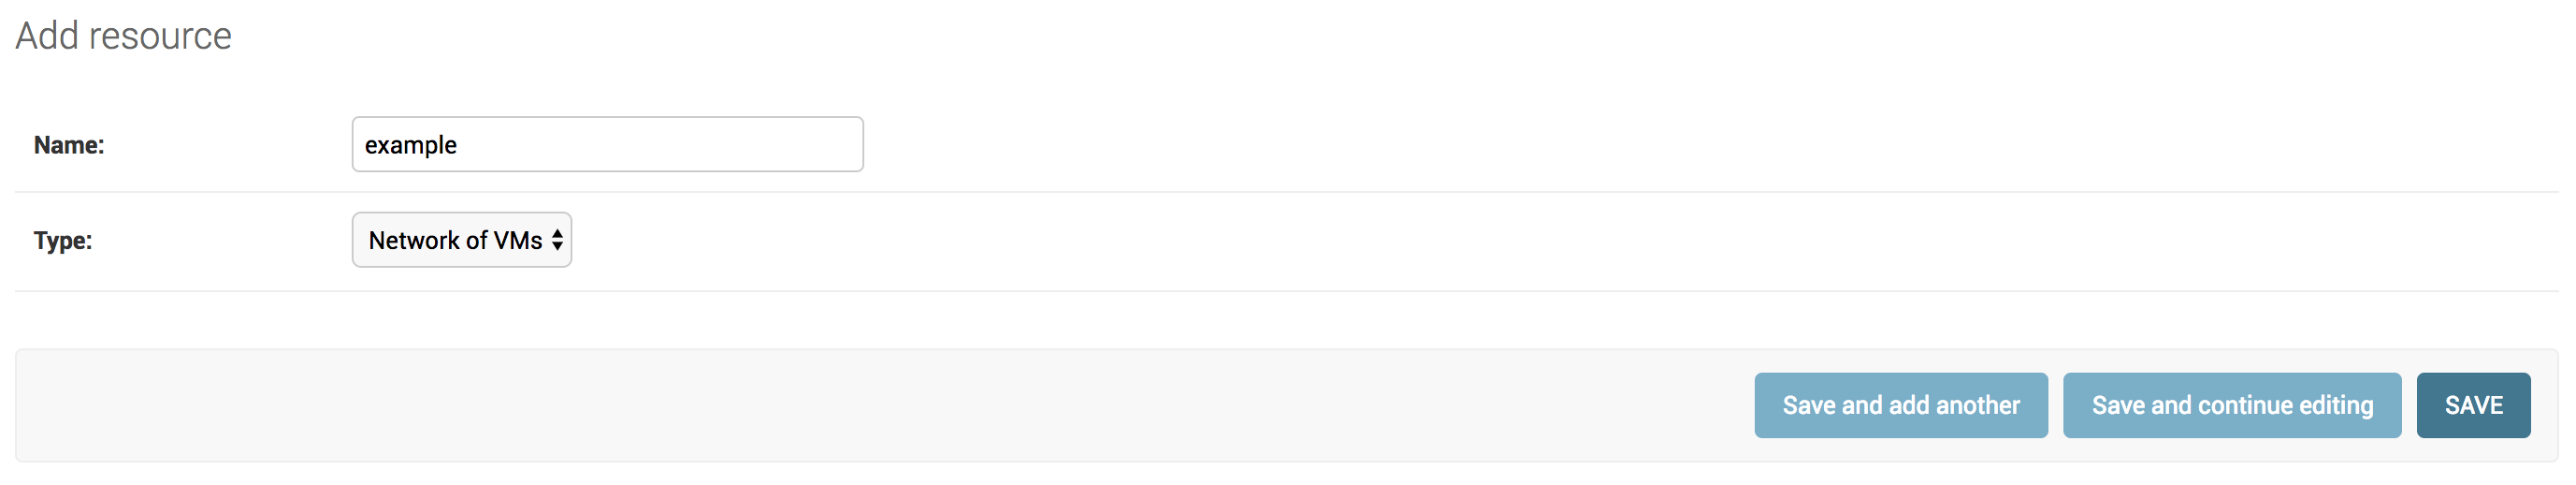 Add resource
Name: example
Type: Network of VMs
Save and add another Save and continue editing SAVE